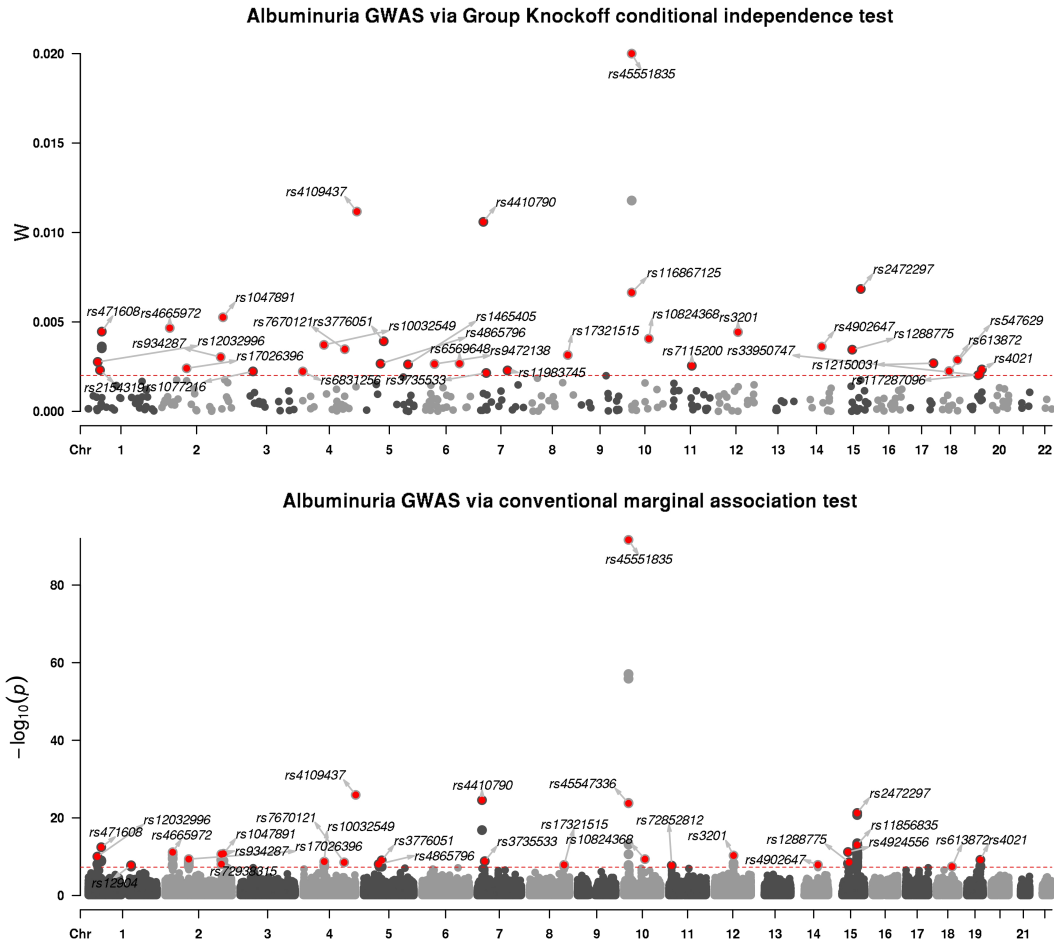 Albuminuria GWAS via Group Knockoff conditional independence test
W
0.020
0.015
0.010
0.005
0.000
rs45551835
rs4109437
rs4410790
rs116867125
rs2472297
rs471608
rs4665972
rs1047891
rs7670121
rs3776051
rs10032549
rs1465405
rs4865796
rs17321515
rs10824368
rs3201
rs4902647
rs1288775
rs547629
rs613872
rs4021
rs934287
rs12032996
rs17026396
rs6569648
rs9472138
rs7115200
rs33950747
rs12150031
rs117287096
rs2154319
rs1077216
rs6831256
rs3735533
rs11983745
Chr 1 2 3 4 5 6 7 8 9 10 11 12 13 14 15 16 17 18 20 22
Albuminuria GWAS via conventional marginal association test
−log10(p)
80
60
40
20
0
rs45551835
rs4109437
rs4410790
rs45547336
rs2472297
rs471608
rs12032996
rs4665972
rs1047891
rs934287
rs7670121
rs10032549
rs17026396
rs3776051
rs4865796
rs3735533
rs17321515
rs10824368
rs72852812
rs3201
rs1288775
rs11856835
rs4924556
rs613872
rs4021
rs4902647
rs12904
rs72938315
Chr 1 2 3 4 5 6 7 8 9 10 11 12 13 14 15 16 17 18 19 21